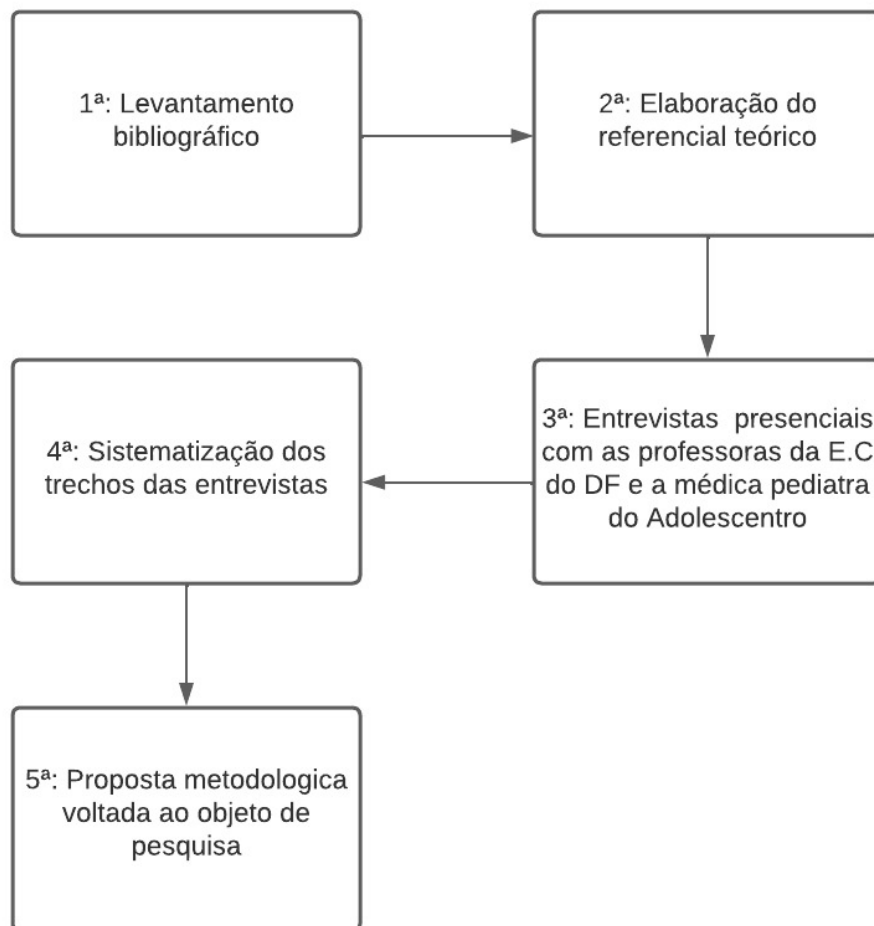 1ª: Levantamento
bibliográfico
2ª: Elaboração do
referencial teórico
3ª: Entrevistas presenciais
com as professoras da E.C
do DF e a médica pediatra
do Adolescentro
4ª: Sistematização dos
trechos das entrevistas
5ª: Proposta metodologica
voltada ao objeto de
pesquisa